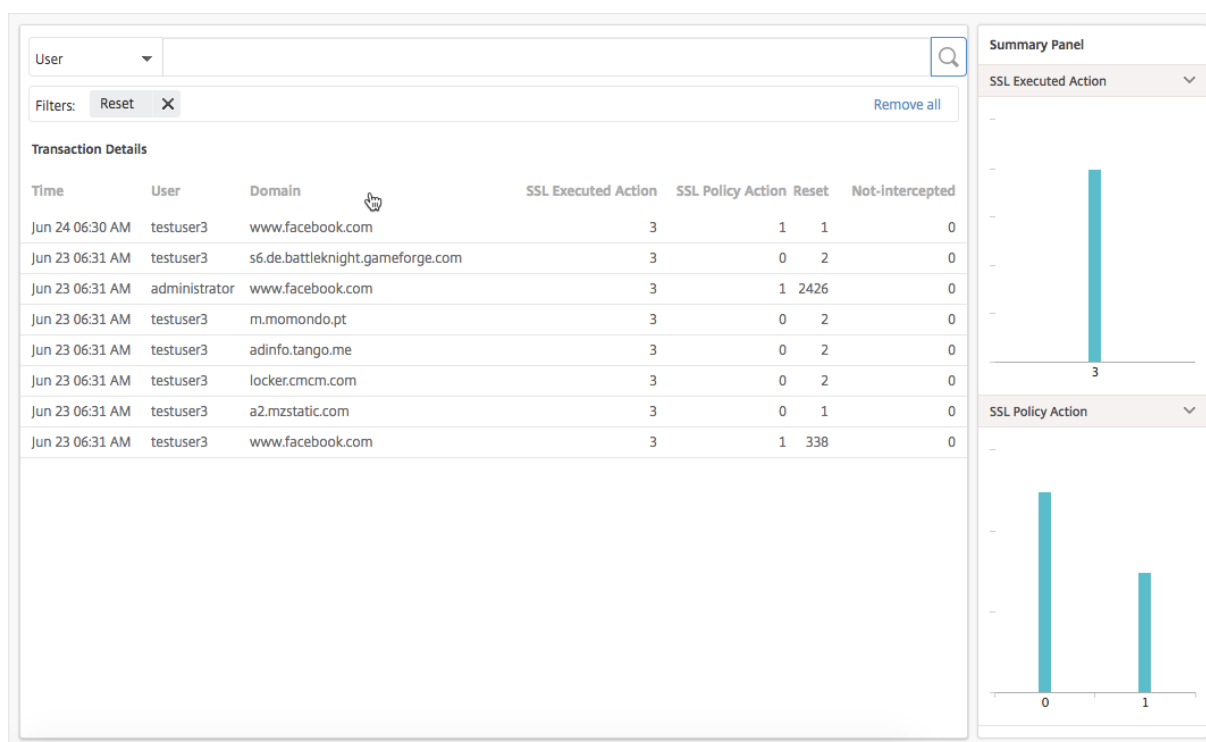 User
Filters: Reset Remove all
Transaction Details
Time User Domain SSL Executed Action SSL Policy Action Reset Not-intercepted
Jun 24 06:30 AM testuser3 www.facebook.com 3 1 1 0
Jun 23 06:31 AM testuser3 s6.de.battleknight.gameforge.com 3 0 2 0
Jun 23 06:31 AM administrator www.facebook.com 3 1 2426 0
Jun 23 06:31 AM testuser3 m.momondo.pt 3 0 2 0
Jun 23 06:31 AM testuser3 adinfo.tango.me 3 0 2 0
Jun 23 06:31 AM testuser3 locker.cmcm.com 3 0 2 0
Jun 23 06:31 AM testuser3 a2.mzstatic.com 3 0 1 0
Jun 23 06:31 AM testuser3 www.facebook.com 3 1 338 0
Summary Panel
SSL Executed Action
3
SSL Policy Action
0 1